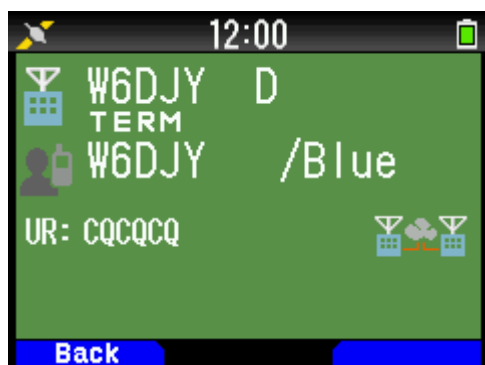 12:00
W6DJY D
TERM
W6DJY /Blue
UR: CQCQCQ
Back